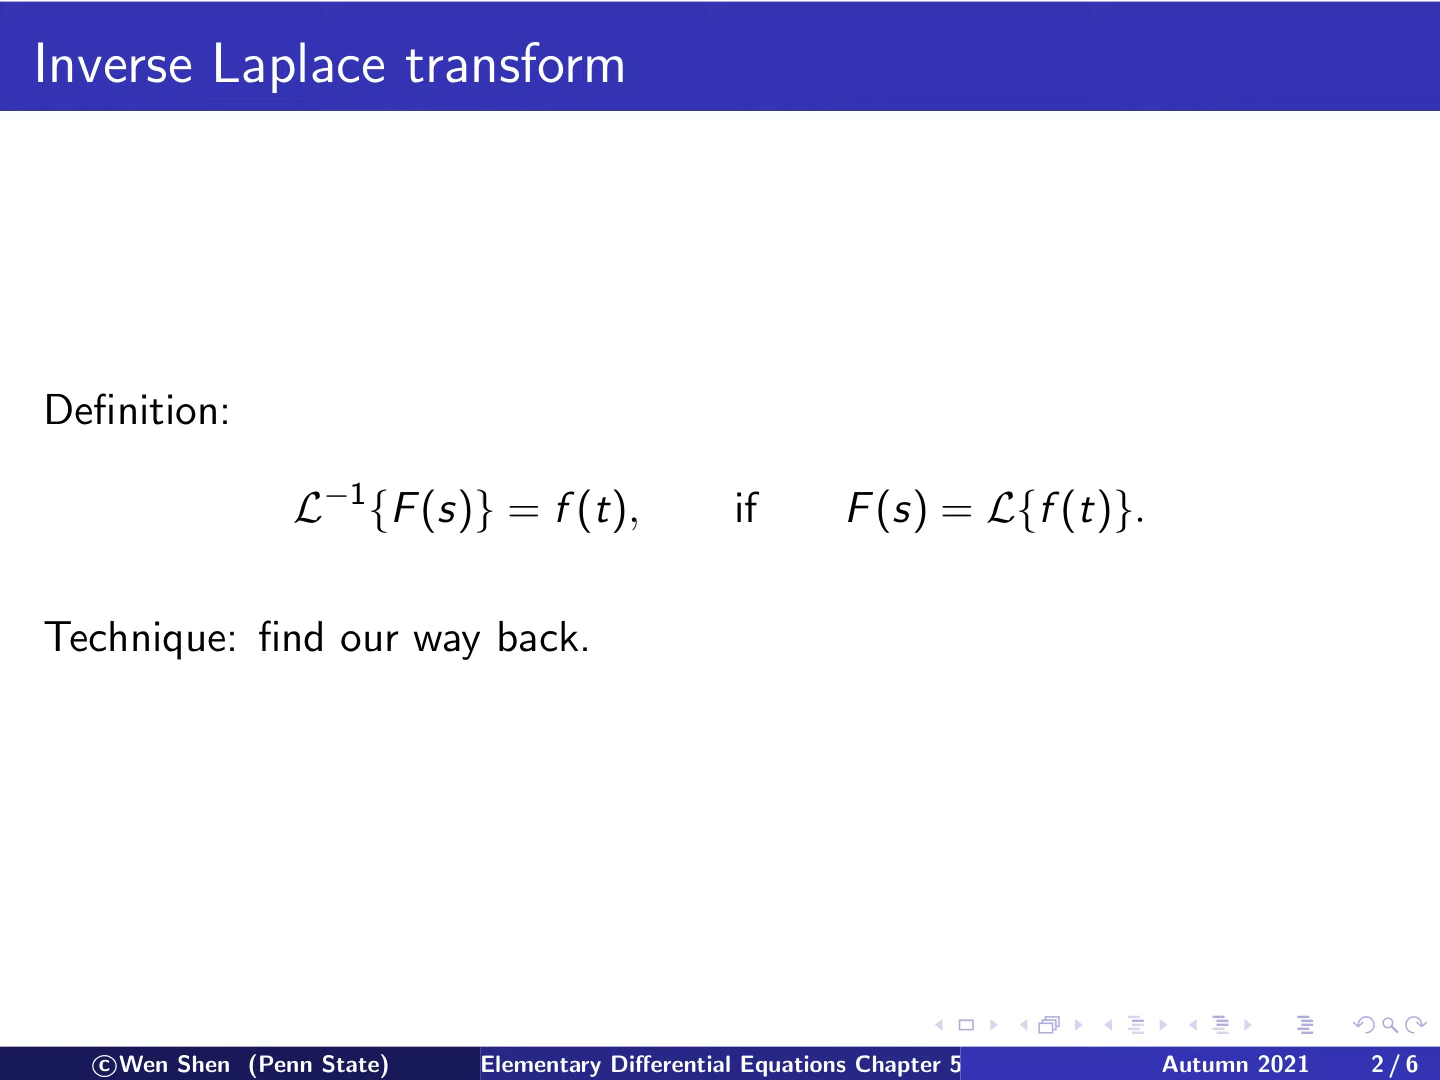 Inverse Laplace transform
Definition:
ℒ⁻¹{F(s)} = f(t), if F(s) = ℒ{f(t)}.
Technique: find our way back.
©Wen Shen (Penn State) Elementary Differential Equations Chapter 5 Autumn 2021 2 / 6